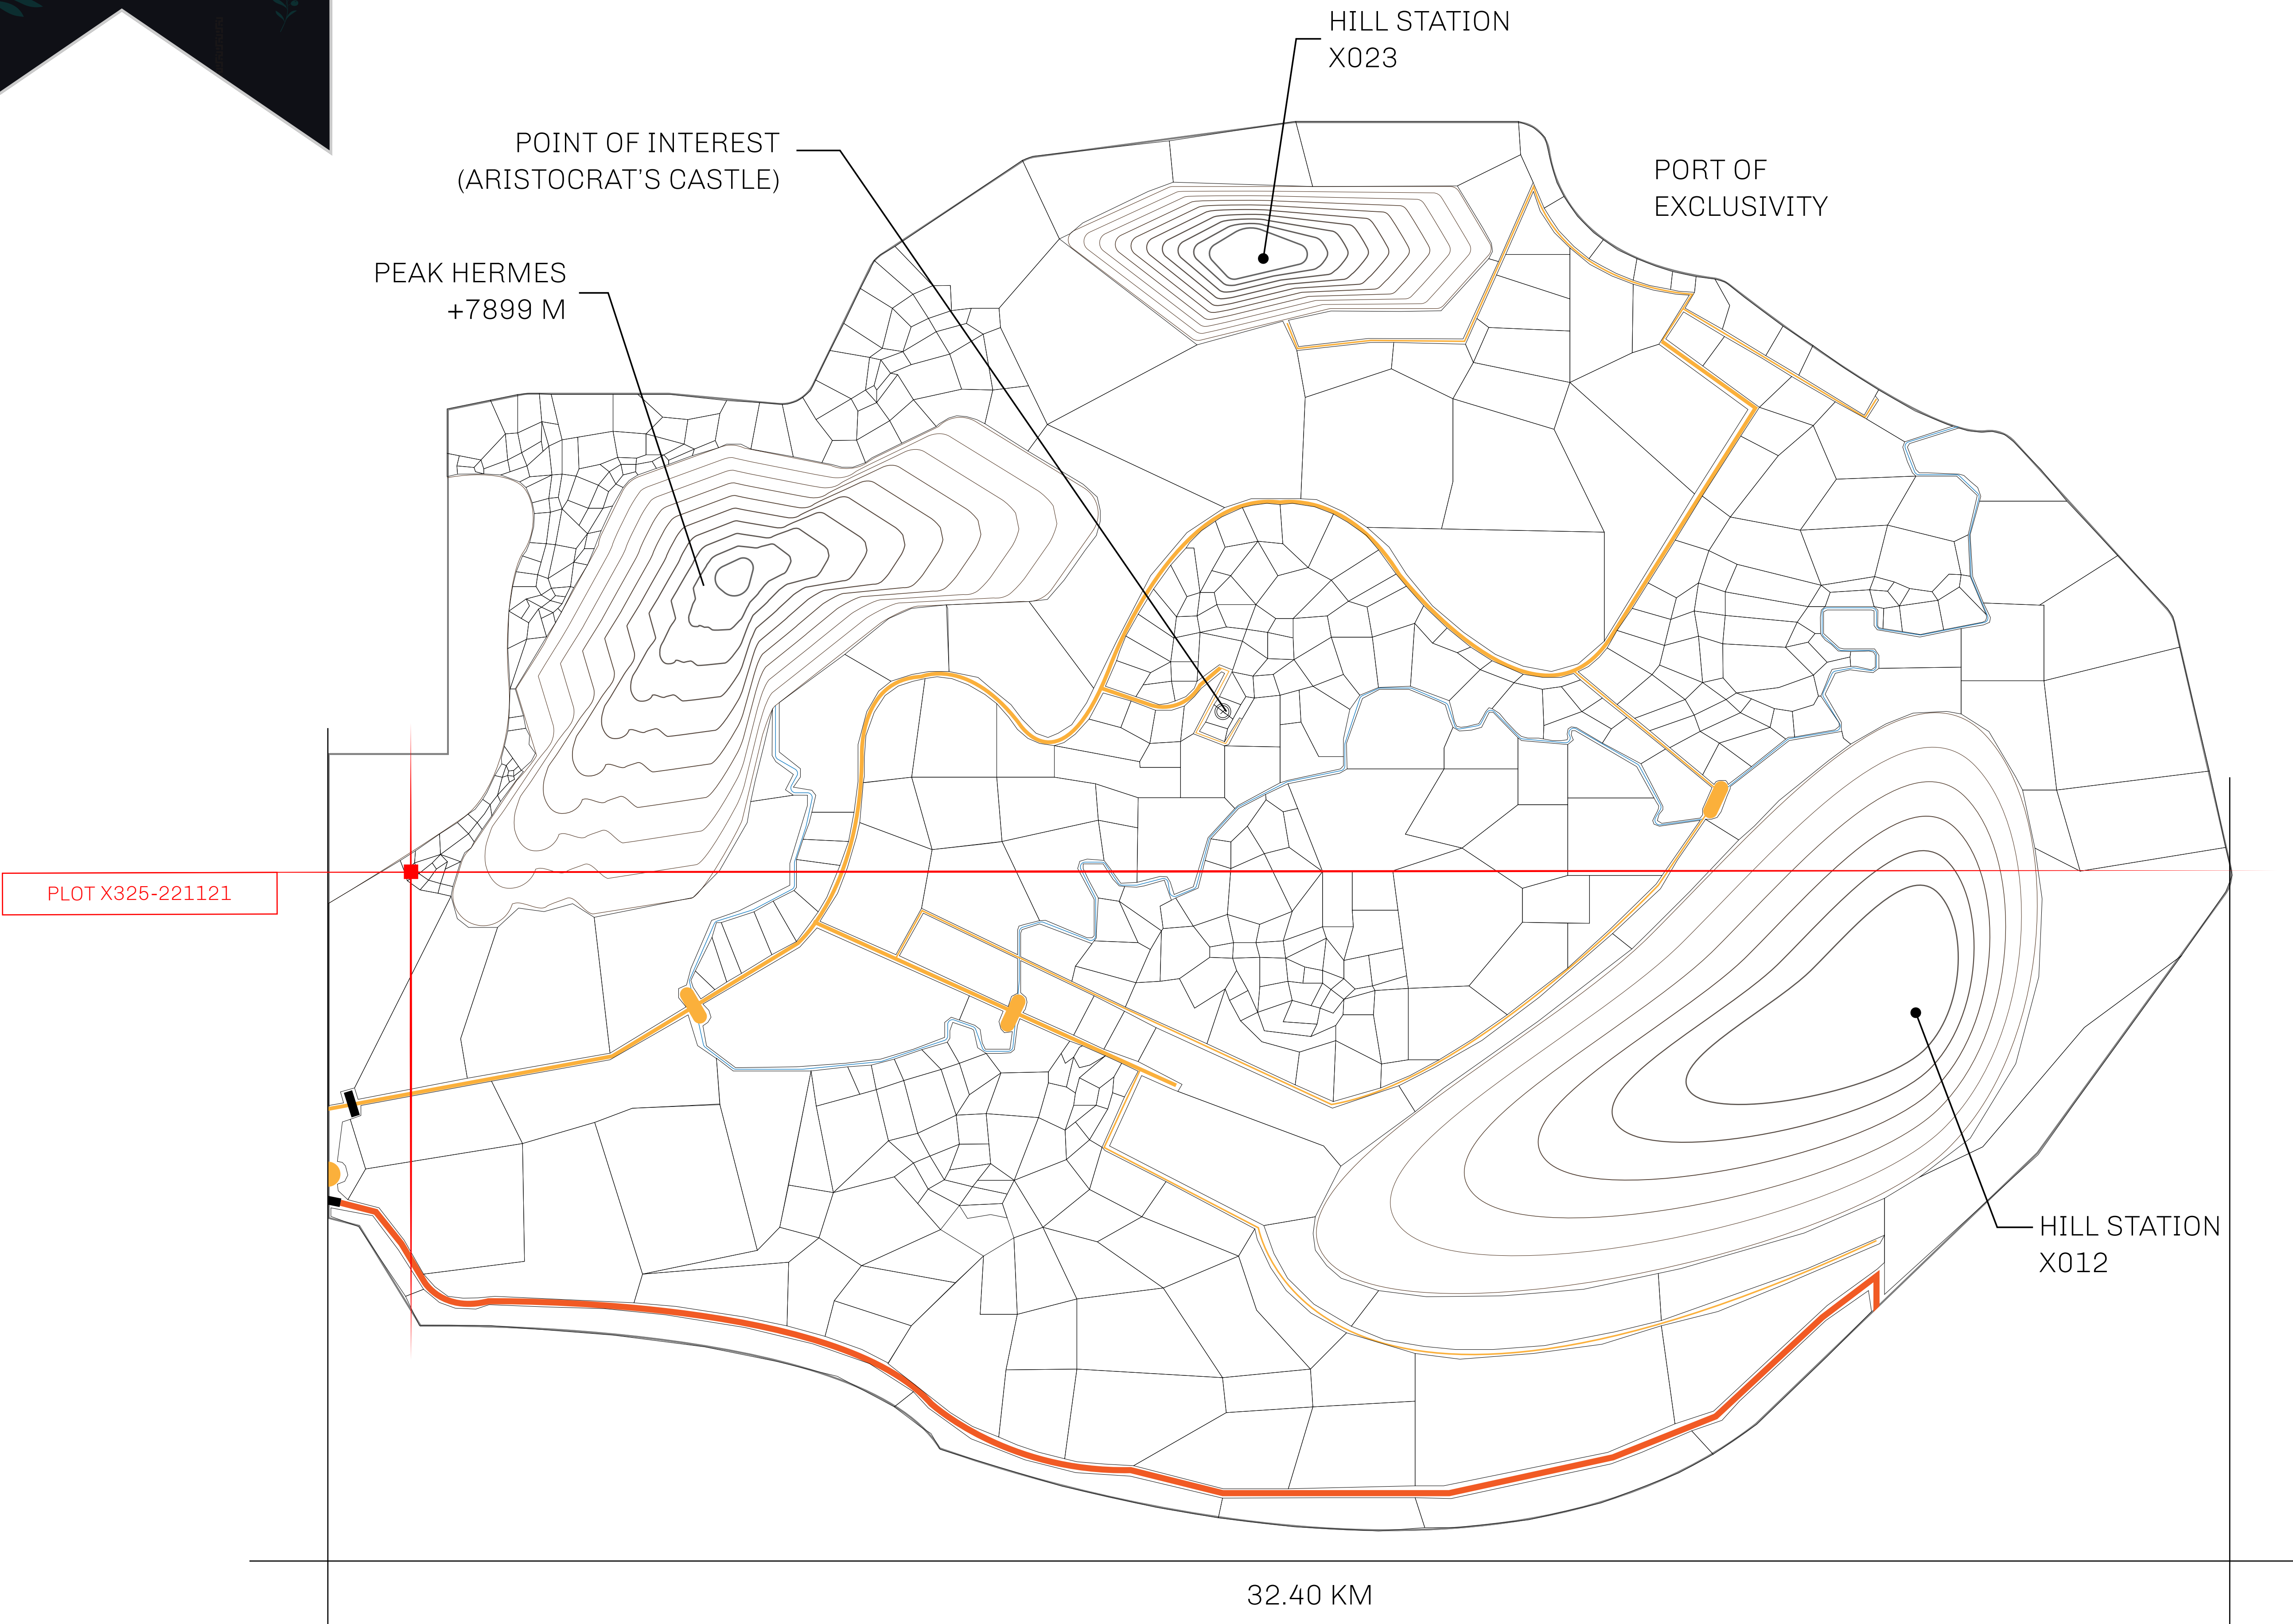 HILL STATION
X023
POINT OF INTEREST
(ARISTOCRAT'S CASTLE)
PORT OF
EXCLUSIVITY
PEAK HERMES
+7899 M
PLOT X325-221121
HILL STATION
X012
32.40 KM